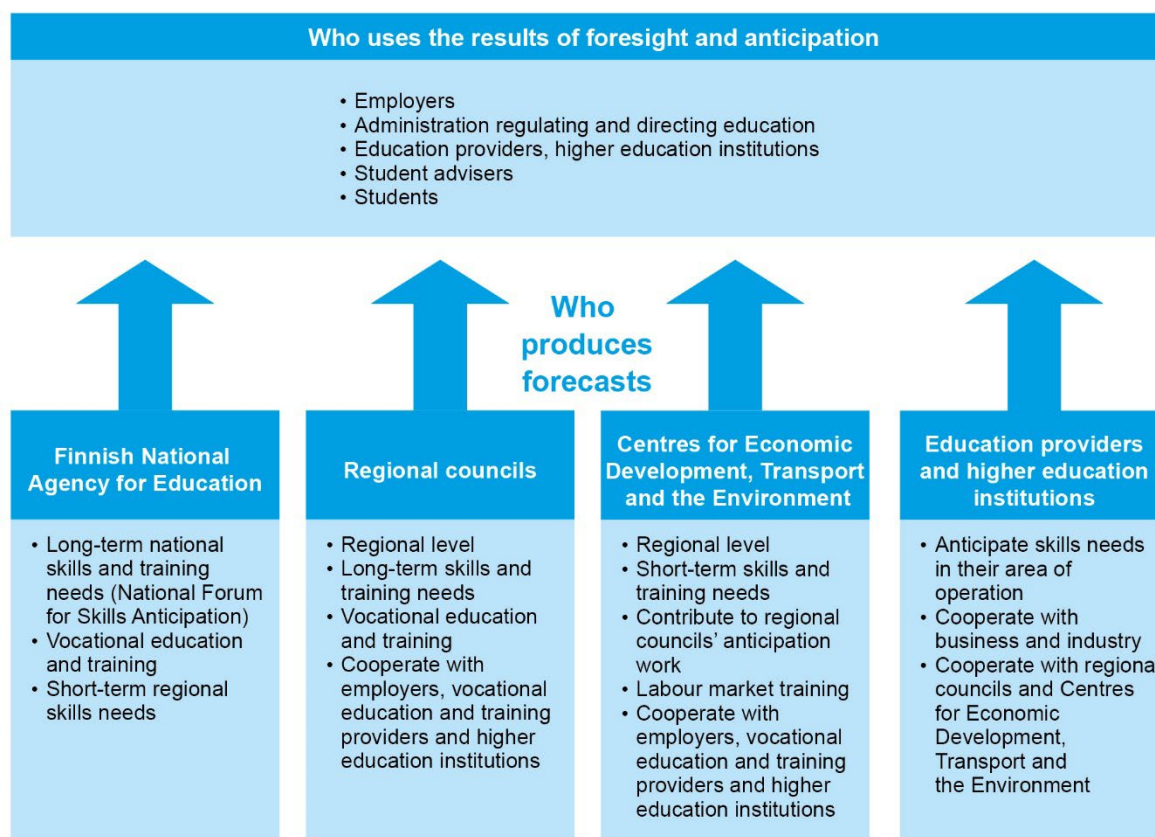 Who uses the results of foresight and anticipation
• Employers
• Administration regulating and directing education
• Education providers, higher education institutions
• Student advisers
• Students
Who
produces
forecasts
Finnish National
Agency for Education
• Long-term national
skills and training
needs (National Forum
for Skills Anticipation)
• Vocational education
and training
• Short-term regional
skills needs
Regional councils
• Regional level
• Long-term skills and
training needs
• Vocational education
and training
• Cooperate with
employers, vocational
education and training
providers and higher
education institutions
Centres for Economic
Development, Transport
and the Environment
• Regional level
• Short-term skills and
training needs
• Contribute to regional
councils’ anticipation
work
• Labour market training
• Cooperate with
employers, vocational
education and training
providers and higher
education institutions
Education providers
and higher education
institutions
• Anticipate skills needs
in their area of
operation
• Cooperate with
business and industry
• Cooperate with regional
councils and Centres
for Economic
Development,
Transport and
the Environment